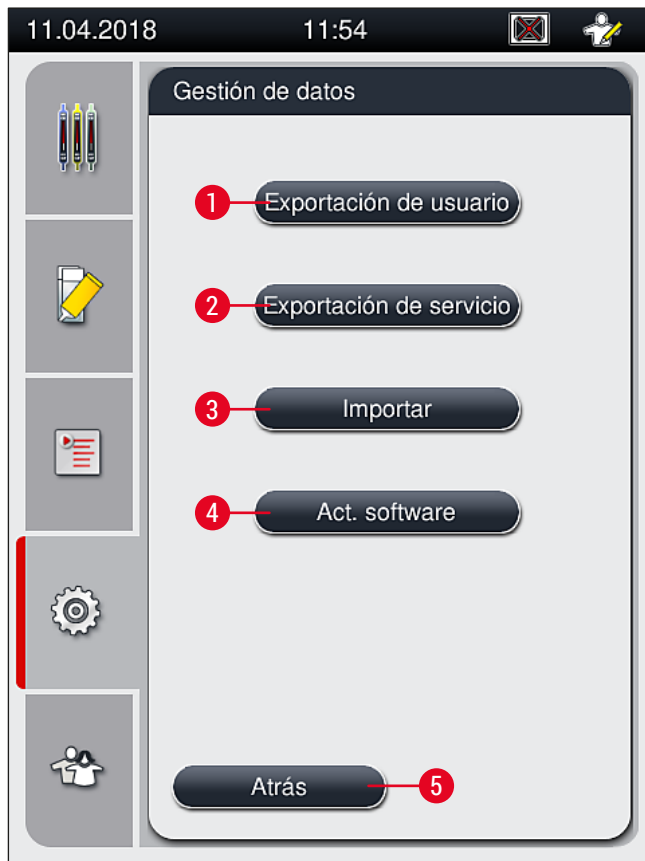 11.04.2018 11:54
Gestión de datos
1 Exportación de usuario
2 Exportación de servicio
3 Importar
4 Act. software
Atrás 5